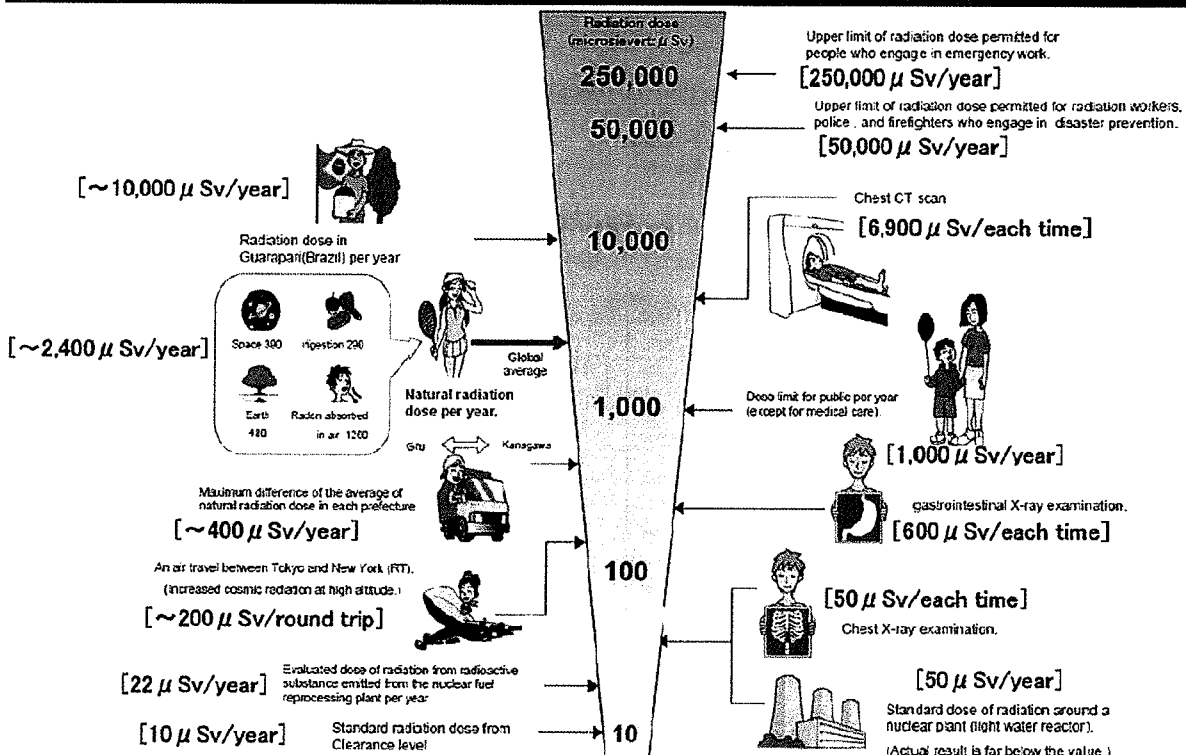 Radiation dose
(microsievert: μ Sv)
250,000
50,000
10,000
1,000
100
10
[~10,000 μ Sv/year]
Radiation dose in
Guarapari(Brazil) per year
[~2,400 μ Sv/year]
Space 390
Ingestion 290
Earth
480
Radon absorbed
in air 1260
Global
average
Natural radiation
dose per year.
Gifu
Kanagawa
Maximum difference of the average of
natural radiation dose in each prefecture
[~400 μ Sv/year]
An air travel between Tokyo and New York (RT).
(Increased cosmic radiation at high altitude.)
[~200 μ Sv/round trip]
[22 μ Sv/year]
Evaluated dose of radiation from radioactive
substance emitted from the nuclear fuel
reprocessing plant per year
[10 μ Sv/year]
Standard radiation dose from
Clearance level
Upper limit of radiation dose permitted for
people who engage in emergency work.
[250,000 μ Sv/year]
Upper limit of radiation dose permitted for radiation workers,
police , and firefighters who engage in disaster prevention.
[50,000 μ Sv/year]
Chest CT scan
[6,900 μ Sv/each time]
Dose limit for public per year
(except for medical care).
[1,000 μ Sv/year]
gastrointestinal X-ray examination.
[600 μ Sv/each time]
[50 μ Sv/each time]
Chest X-ray examination.
[50 μ Sv/year]
Standard dose of radiation around a
nuclear plant (light water reactor).
(Actual result is far below the value.)